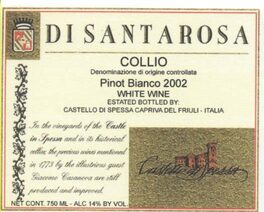 DI SANTAROSA
COLLIO
Denominazione di origine controllata
Pinot Bianco 2002
WHITE WINE
ESTATED BOTTLED BY:
CASTELLO DI SPESSA CAPRIVA DEL FRIULI - ITALIA
In the vineyards of the Castle
in Spessa and in its historical
cellar, the precious wines mentioned
in 1773 by the illustrious guest
Giacomo Casanova are still
produced and improved.
Castello di Spessa
NET CONT. 750 ML - ALC 14% BY VOL